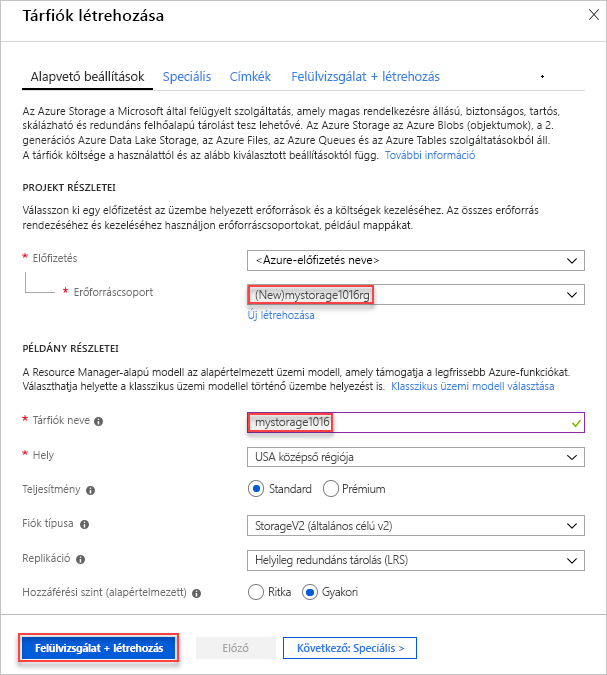 Tárfiók létrehozása
Alapvető beállítások Speciális Címkék Felülvizsgálat + létrehozás
Az Azure Storage a Microsoft által felügyelt szolgáltatás, amely magas rendelkezésre állású, biztonságos, tartós,
skálázható és redundáns felhőalapú tárolást tesz lehetővé. Az Azure Storage az Azure Blobs (objektumok), a 2.
generációs Azure Data Lake Storage, az Azure Files, az Azure Queues és az Azure Tables szolgáltatásokból áll.
A tárfiók költsége a használattól és az alább kiválasztott beállításoktól függ. További információ
PROJEKT RÉSZLETEI
Válasszon ki egy előfizetést az üzembe helyezett erőforrások és a költségek kezeléséhez. Az összes erőforrás
rendezéséhez és kezeléséhez használjon erőforráscsoportokat, például mappákat.
* Előfizetés <Azure-előfizetés neve>
* Erőforráscsoport (New)mystorage1016rg
Új létrehozása
PÉLDÁNY RÉSZLETEI
A Resource Manager-alapú modell az alapértelmezett üzemi modell, amely támogatja a legfrissebb Azure-funkciókat.
Választhatja helyette a klasszikus üzemi modellel történő üzembe helyezést is. Klasszikus üzemi modell választása
* Tárfiók neve mystorage1016
* Hely USA középső régiója
Teljesítmény Standard Prémium
Fiók típusa StorageV2 (általános célú v2)
Replikáció Helyileg redundáns tárolás (LRS)
Hozzáférési szint (alapértelmezett) Ritka Gyakori
Felülvizsgálat + létrehozás Előző Következő: Speciális >